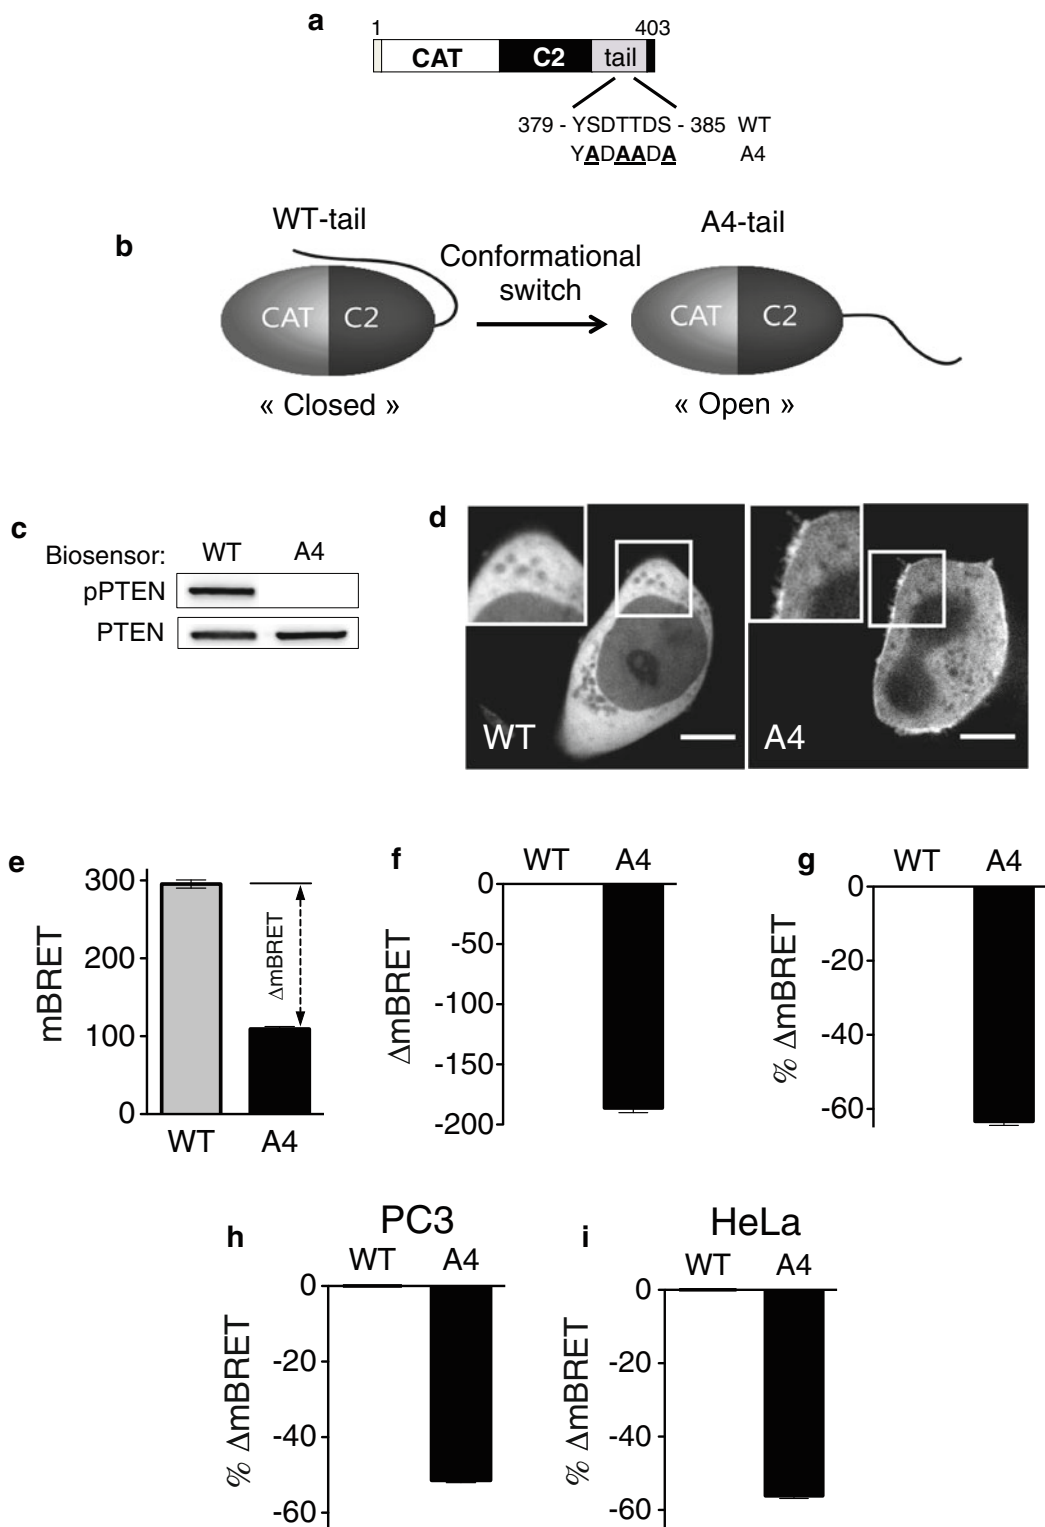 a
1 403
CAT C2 tail
379 - YSDTTDS - 385 WT
YADAADA A4
b
WT-tail
A4-tail
Conformational
switch
CAT C2
CAT C2
« Closed »
« Open »
c
Biosensor: WT A4
pPTEN
PTEN
d
WT
A4
e
mBRET
300
200
100
0
ΔmBRET
WT A4
f
WT A4
ΔmBRET
0
-50
-100
-150
-200
g
WT A4
% ΔmBRET
0
-20
-40
-60
h
PC3
WT A4
% ΔmBRET
0
-20
-40
-60
i
HeLa
WT A4
% ΔmBRET
0
-20
-40
-60